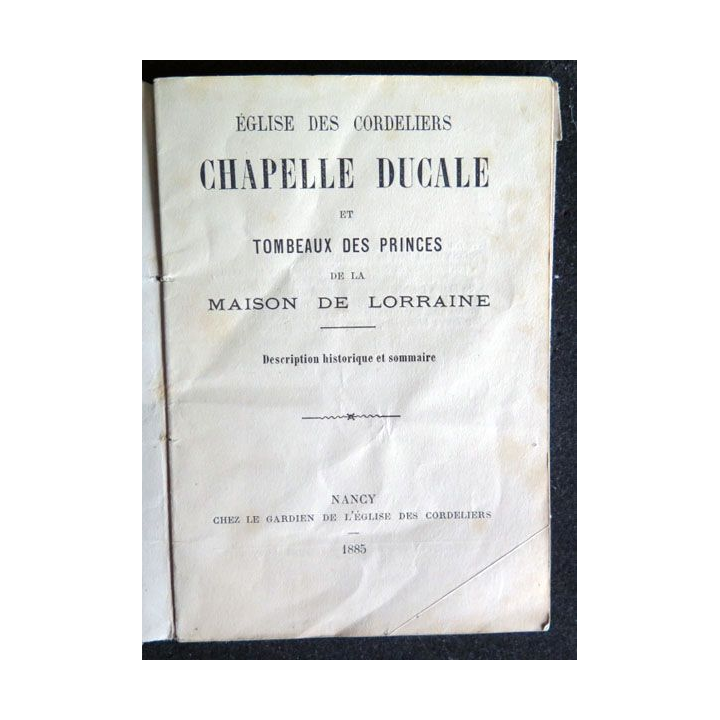 ÉGLISE DES CORDELIERS
CHAPELLE DUCALE
ET
TOMBEAUX DES PRINCES
DE LA
MAISON DE LORRAINE
Description historique et sommaire
NANCY
CHEZ LE GARDIEN DE L'ÉGLISE DES CORDELIERS
1885